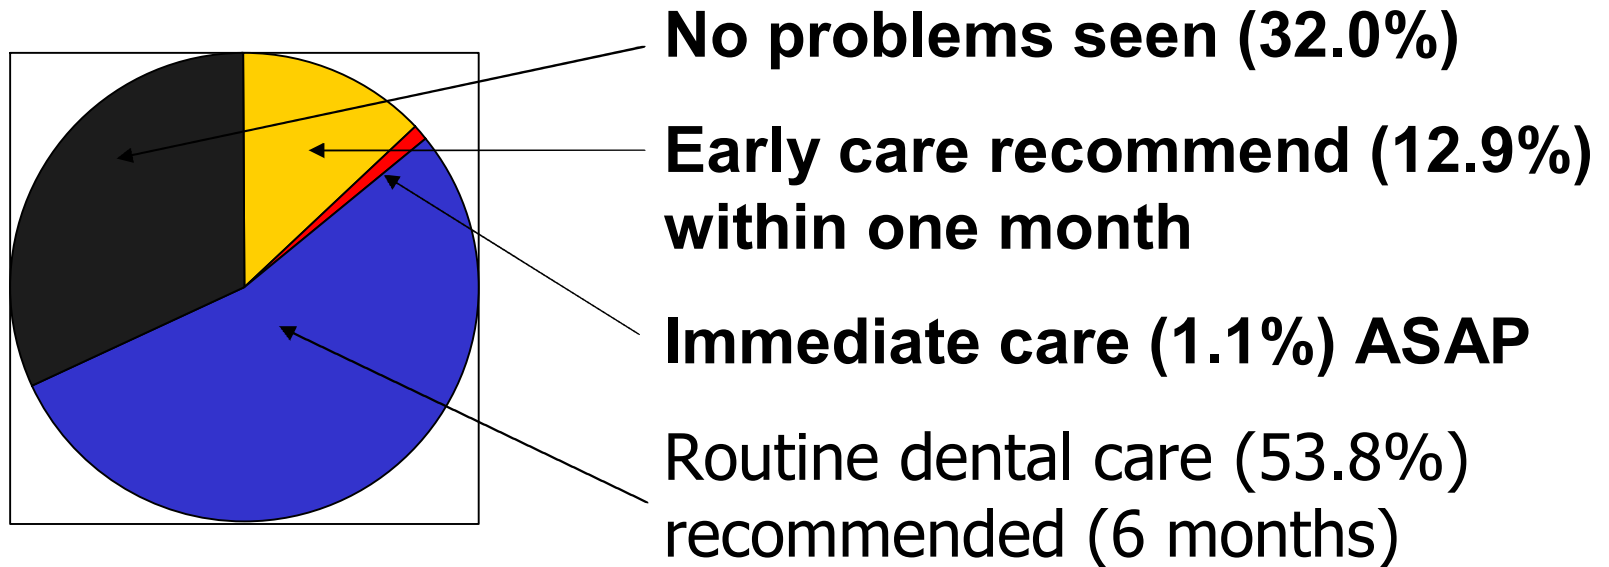 No problems seen (32.0%)
Early care recommend (12.9%)
within one month
Immediate care (1.1%) ASAP
Routine dental care (53.8%)
recommended (6 months)